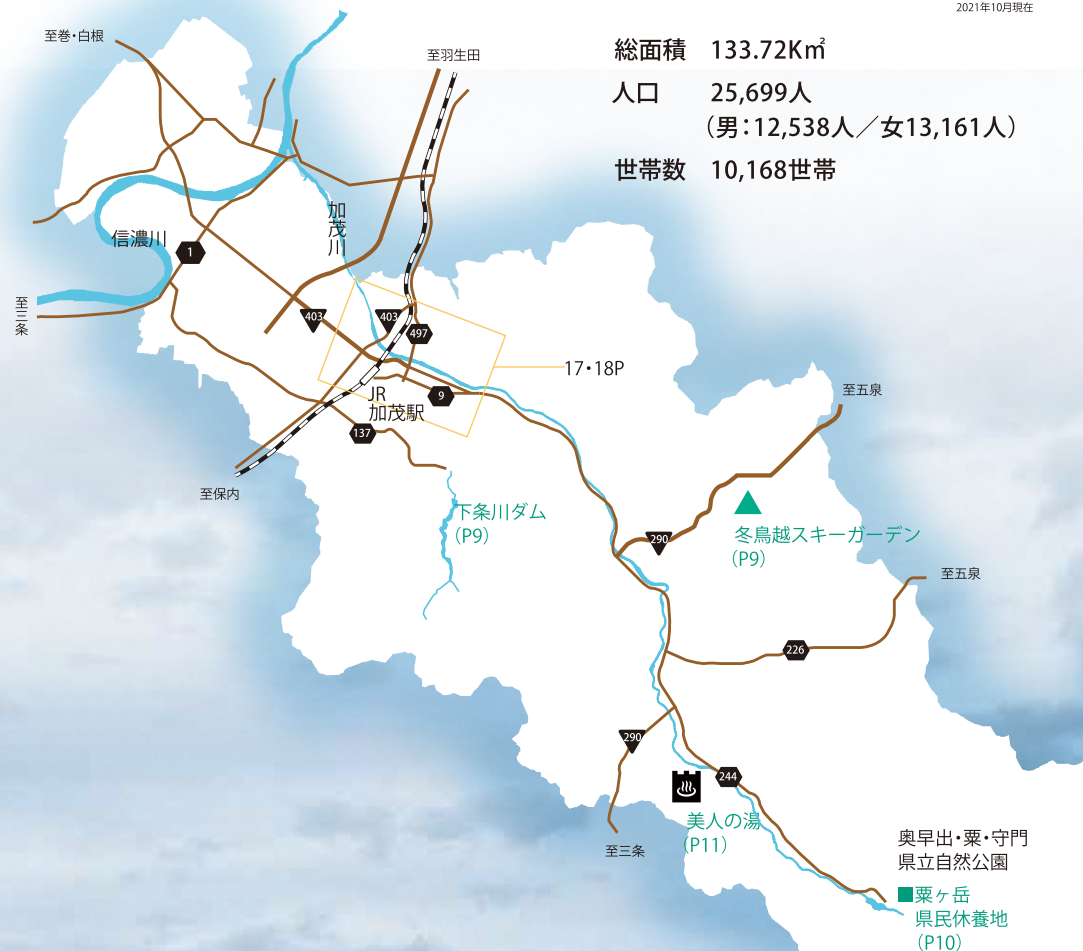 2021年10月現在
至巻・白根
至羽生田
総面積 133.72K㎡
人口 25,699人
（男：12,538人／女13,161人）
世帯数 10,168世帯
加茂川
信濃川
1
至三条
403
403
497
17・18P
JR
加茂駅
9
137
至五泉
至保内
下条川ダム
（P9）
290
冬鳥越スキーガーデン
（P9）
至五泉
226
290
244
美人の湯
（P11）
至三条
奥早出・粟・守門
県立自然公園
■粟ヶ岳
県民休養地
（P10）